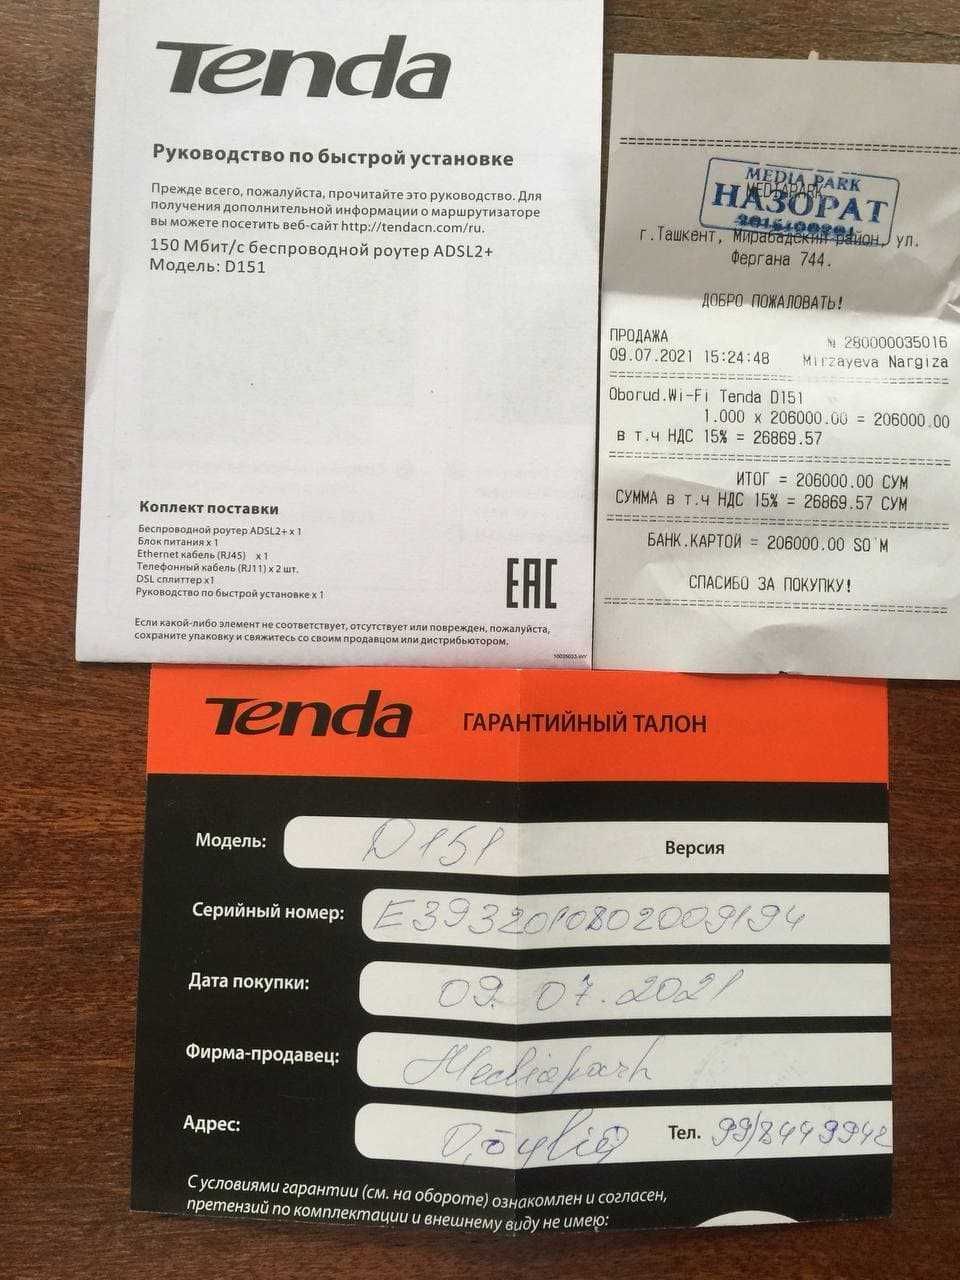 Tenda
Руководство по быстрой установке
Прежде всего, пожалуйста, прочитайте это руководство. Для
получения дополнительной информации о маршрутизаторе
вы можете посетить веб-сайт http://tendacn.com/ru.
150 Мбит/с беспроводной роутер ADSL2+
Модель: D151
Коплект поставки
Беспроводной роутер ADSL2+ x 1
Блок питания x 1
Ethernet кабель (RJ45) x 1
Телефонный кабель (RJ11) x 2 шт.
DSL сплиттер x1
Руководство по быстрой установке x 1
EAC
Если какой-либо элемент не соответствует, отсутствует или поврежден, пожалуйста,
сохраните упаковку и свяжитесь со своим продавцом или дистрибьютором.
MEDIA PARK
MEDIAPARK
НАЗОРАТ
г.Ташкент, Мирабадский район, ул.
Фергана 744.
ДОБРО ПОЖАЛОВАТЬ!
ПРОДАЖА № 280000035016
09.07.2021 15:24:48 Mirzayeva Nargiza
Oborud.Wi-Fi Tenda D151
1.000 x 206000.00 = 206000.00
в т.ч НДС 15% = 26869.57
ИТОГ = 206000.00 СУМ
СУММА в т.ч НДС 15% = 26869.57 СУМ
БАНК.КАРТОЙ = 206000.00 SO'M
СПАСИБО ЗА ПОКУПКУ!
Tenda ГАРАНТИЙНЫЙ ТАЛОН
Модель: D151 Версия
Серийный номер: E3932010802009194
Дата покупки: 09.07.2021
Фирма-продавец: Mediapark
Адрес: Тел. 99/8449942
С условиями гарантии (см. на обороте) ознакомлен и согласен,
претензий по комплектации и внешнему виду не имею: